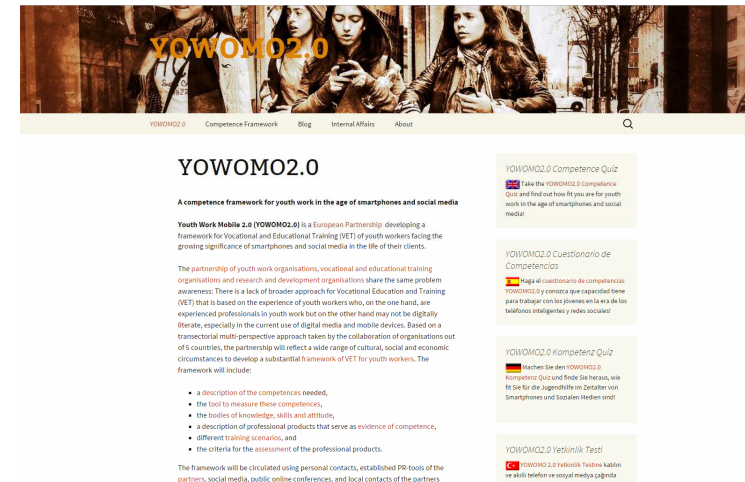 YOWOMO2.0
YOWOMO2.0 Competence Framework Blog Internal Affairs About
YOWOMO2.0
A competence framework for youth work in the age of smartphones and social media
Youth Work Mobile 2.0 (YOWOMO2.0) is a European Partnership developing a
framework for Vocational and Educational Training (VET) of youth workers facing the
growing significance of smartphones and social media in the life of their clients.
The partnership of youth work organisations, vocational and educational training
organisations and research and development organisations share the same problem
awareness: There is a lack of broader approach for Vocational Education and Training
(VET) that is based on the experience of youth workers who, on the one hand, are
experienced professionals in youth work but on the other hand may not be digitally
literate, especially in the current use of digital media and mobile devices. Based on a
transectorial multi-perspective approach taken by the collaboration of organisations out
of 5 countries, the partnership will reflect a wide range of cultural, social and economic
circumstances to develop a substantial framework of VET for youth workers. The
framework will include:
a description of the competences needed,
the tool to measure these competences,
the bodies of knowledge, skills and attitude,
a description of professional products that serve as evidence of competence,
different training scenarios, and
the criteria for the assessment of the professional products.
The framework will be circulated using personal contacts, established PR-tools of the
partners, social media, public online conferences, and local contacts of the partners
YOWOMO2.0 Competence Quiz
Take the YOWOMO2.0 Competence
Quiz and find out how fit you are for youth
work in the age of smartphones and social
media!
YOWOMO2.0 Cuestionario de
Competencias
Haga el cuestionario de competencias
YOWOMO2.0 y conozca que capacidad tiene
para trabajar con los jóvenes en la era de los
teléfonos inteligentes y redes sociales!
YOWOMO2.0 Kompetenz Quiz
Machen Sie den YOWOMO2.0
Kompetenz Quiz und finde Sie heraus, wie
fit Sie für die Jugendhilfe im Zeitalter von
Smartphones und Sozialen Medien sind!
YOWOMO2.0 Yetkinlik Testi
YOWOMO 2.0 Yetkinlik Testine katılın
ve akıllı telefon ve sosyal medya çağında